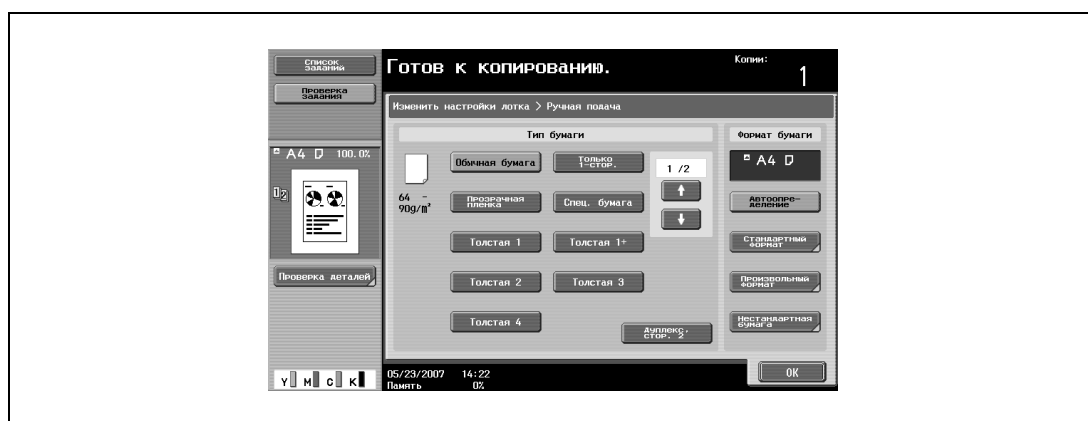 Список
заданий
Проверка
задания
Готов к копированию.
Копии:
1
Изменить настройки лотка > Ручная подача
Тип бумаги
Формат бумаги
A4 100.0%
1 2
Проверка деталей
64 -
90g/m²
Обычная бумага
Только
1-стор.
Прозрачная
пленка
Спец. бумага
Толстая 1
Толстая 1+
Толстая 2
Толстая 3
Толстая 4
1 /2
↑
↓
Дуплекс.
стор. 2
A4
Автоопре-
деление
Стандартный
формат
Произвольный
формат
Нестандартная
бумага
Y M C K
05/23/2007 14:22
Память 0%
OK